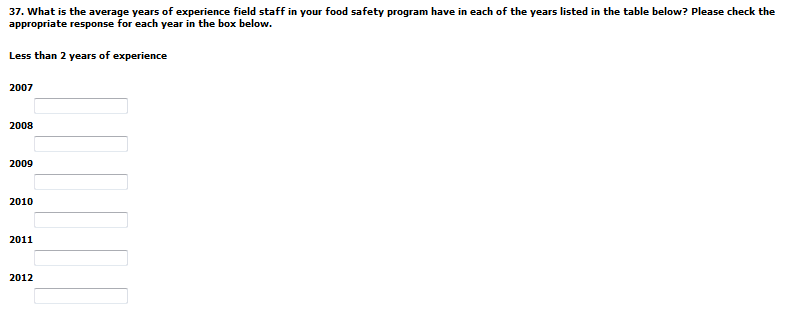 37. What is the average years of experience field staff in your food safety program have in each of the years listed in the table below? Please check the
appropriate response for each year in the box below.
Less than 2 years of experience
2007
2008
2009
2010
2011
2012